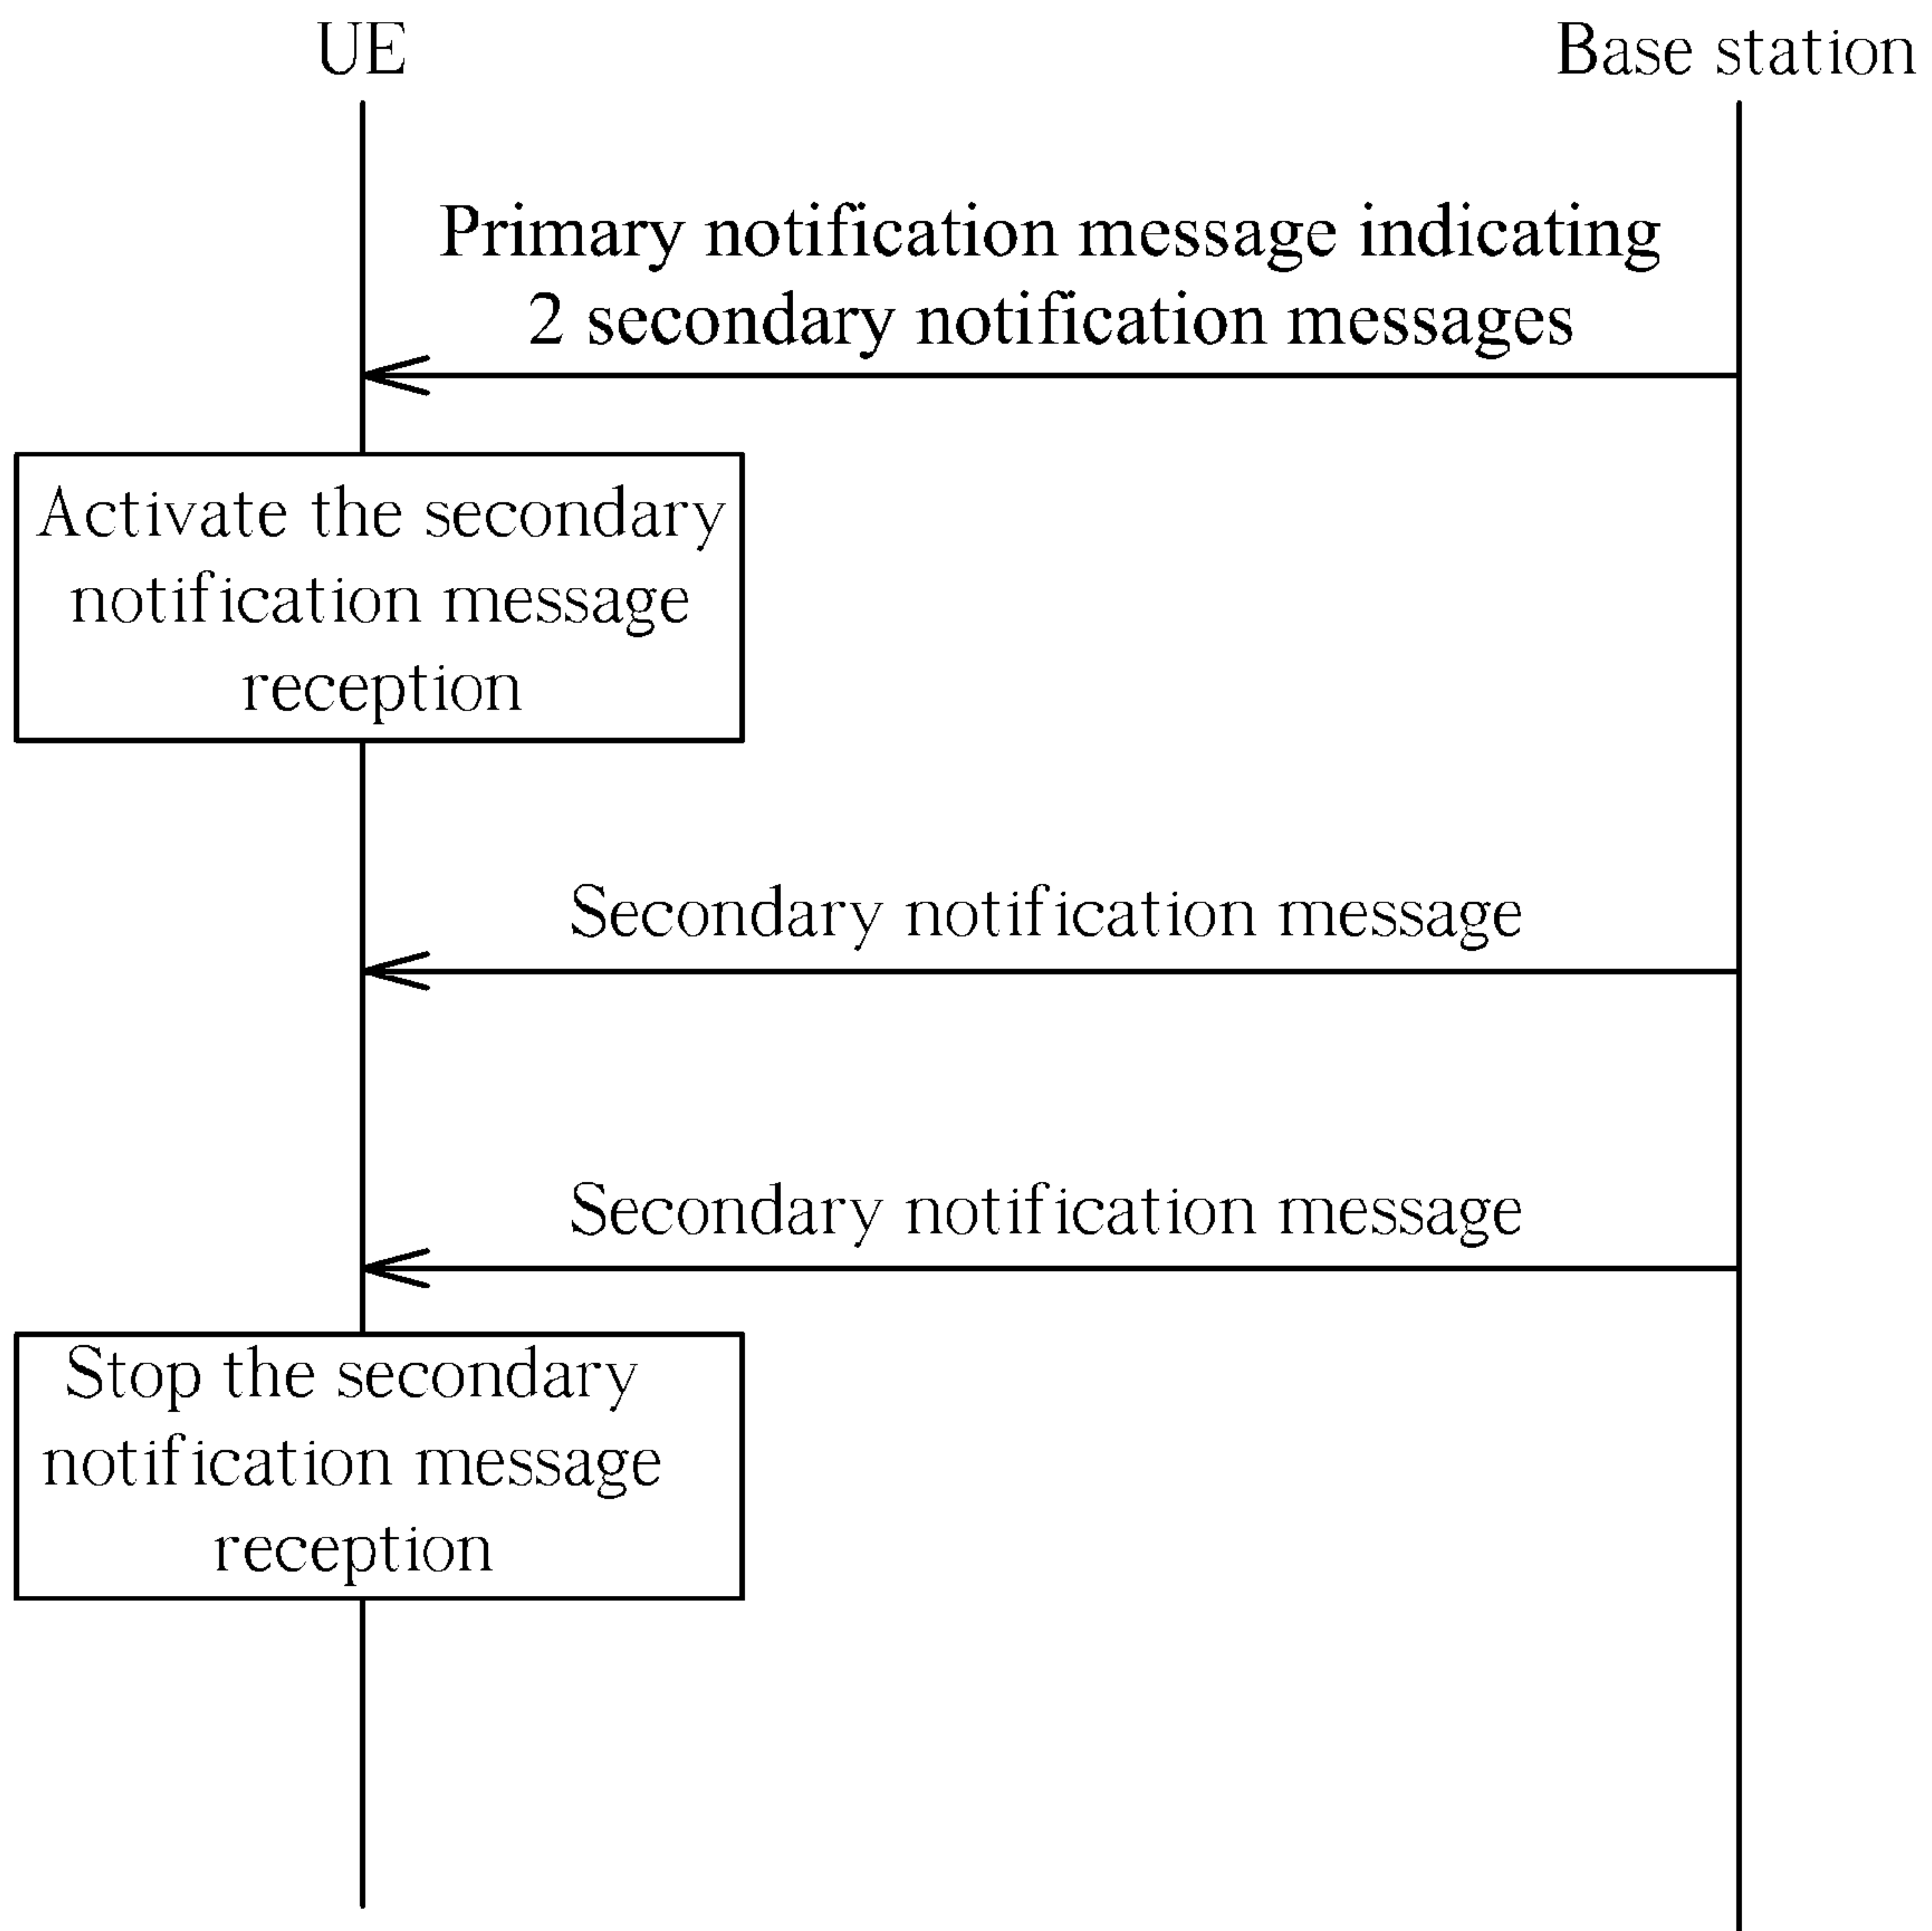 UE
Base station
Primary notification message indicating
2 secondary notification messages
Activate the secondary
notification message
reception
Secondary notification message
Secondary notification message
Stop the secondary
notification message
reception